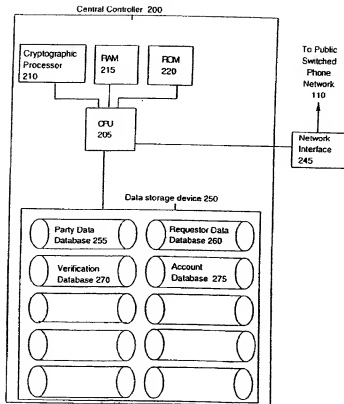 Central Controller 200
Cryptographic
Processor
210
RAM
215
ROM
220
CPU
205
To Public
Switched
Phone
Network
110
Network
Interface
245
Data storage device 250
Party Data
Database 255
Requestor Data
Database 260
Verification
Database 270
Account
Database 275